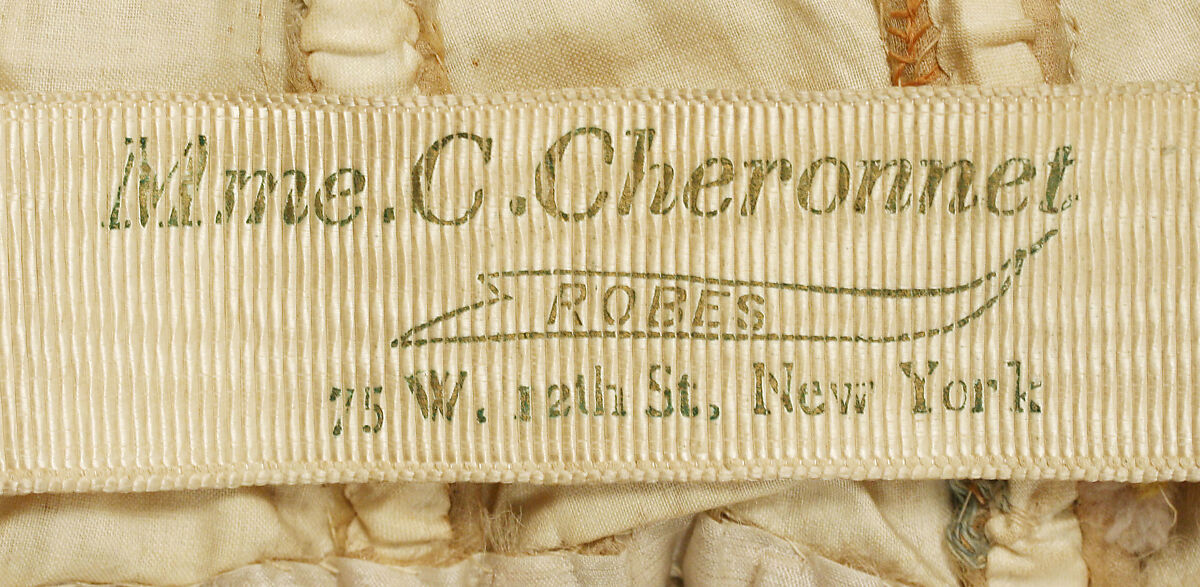 Mme. C. Cheronnet
ROBES
75 W. 12th St, New York